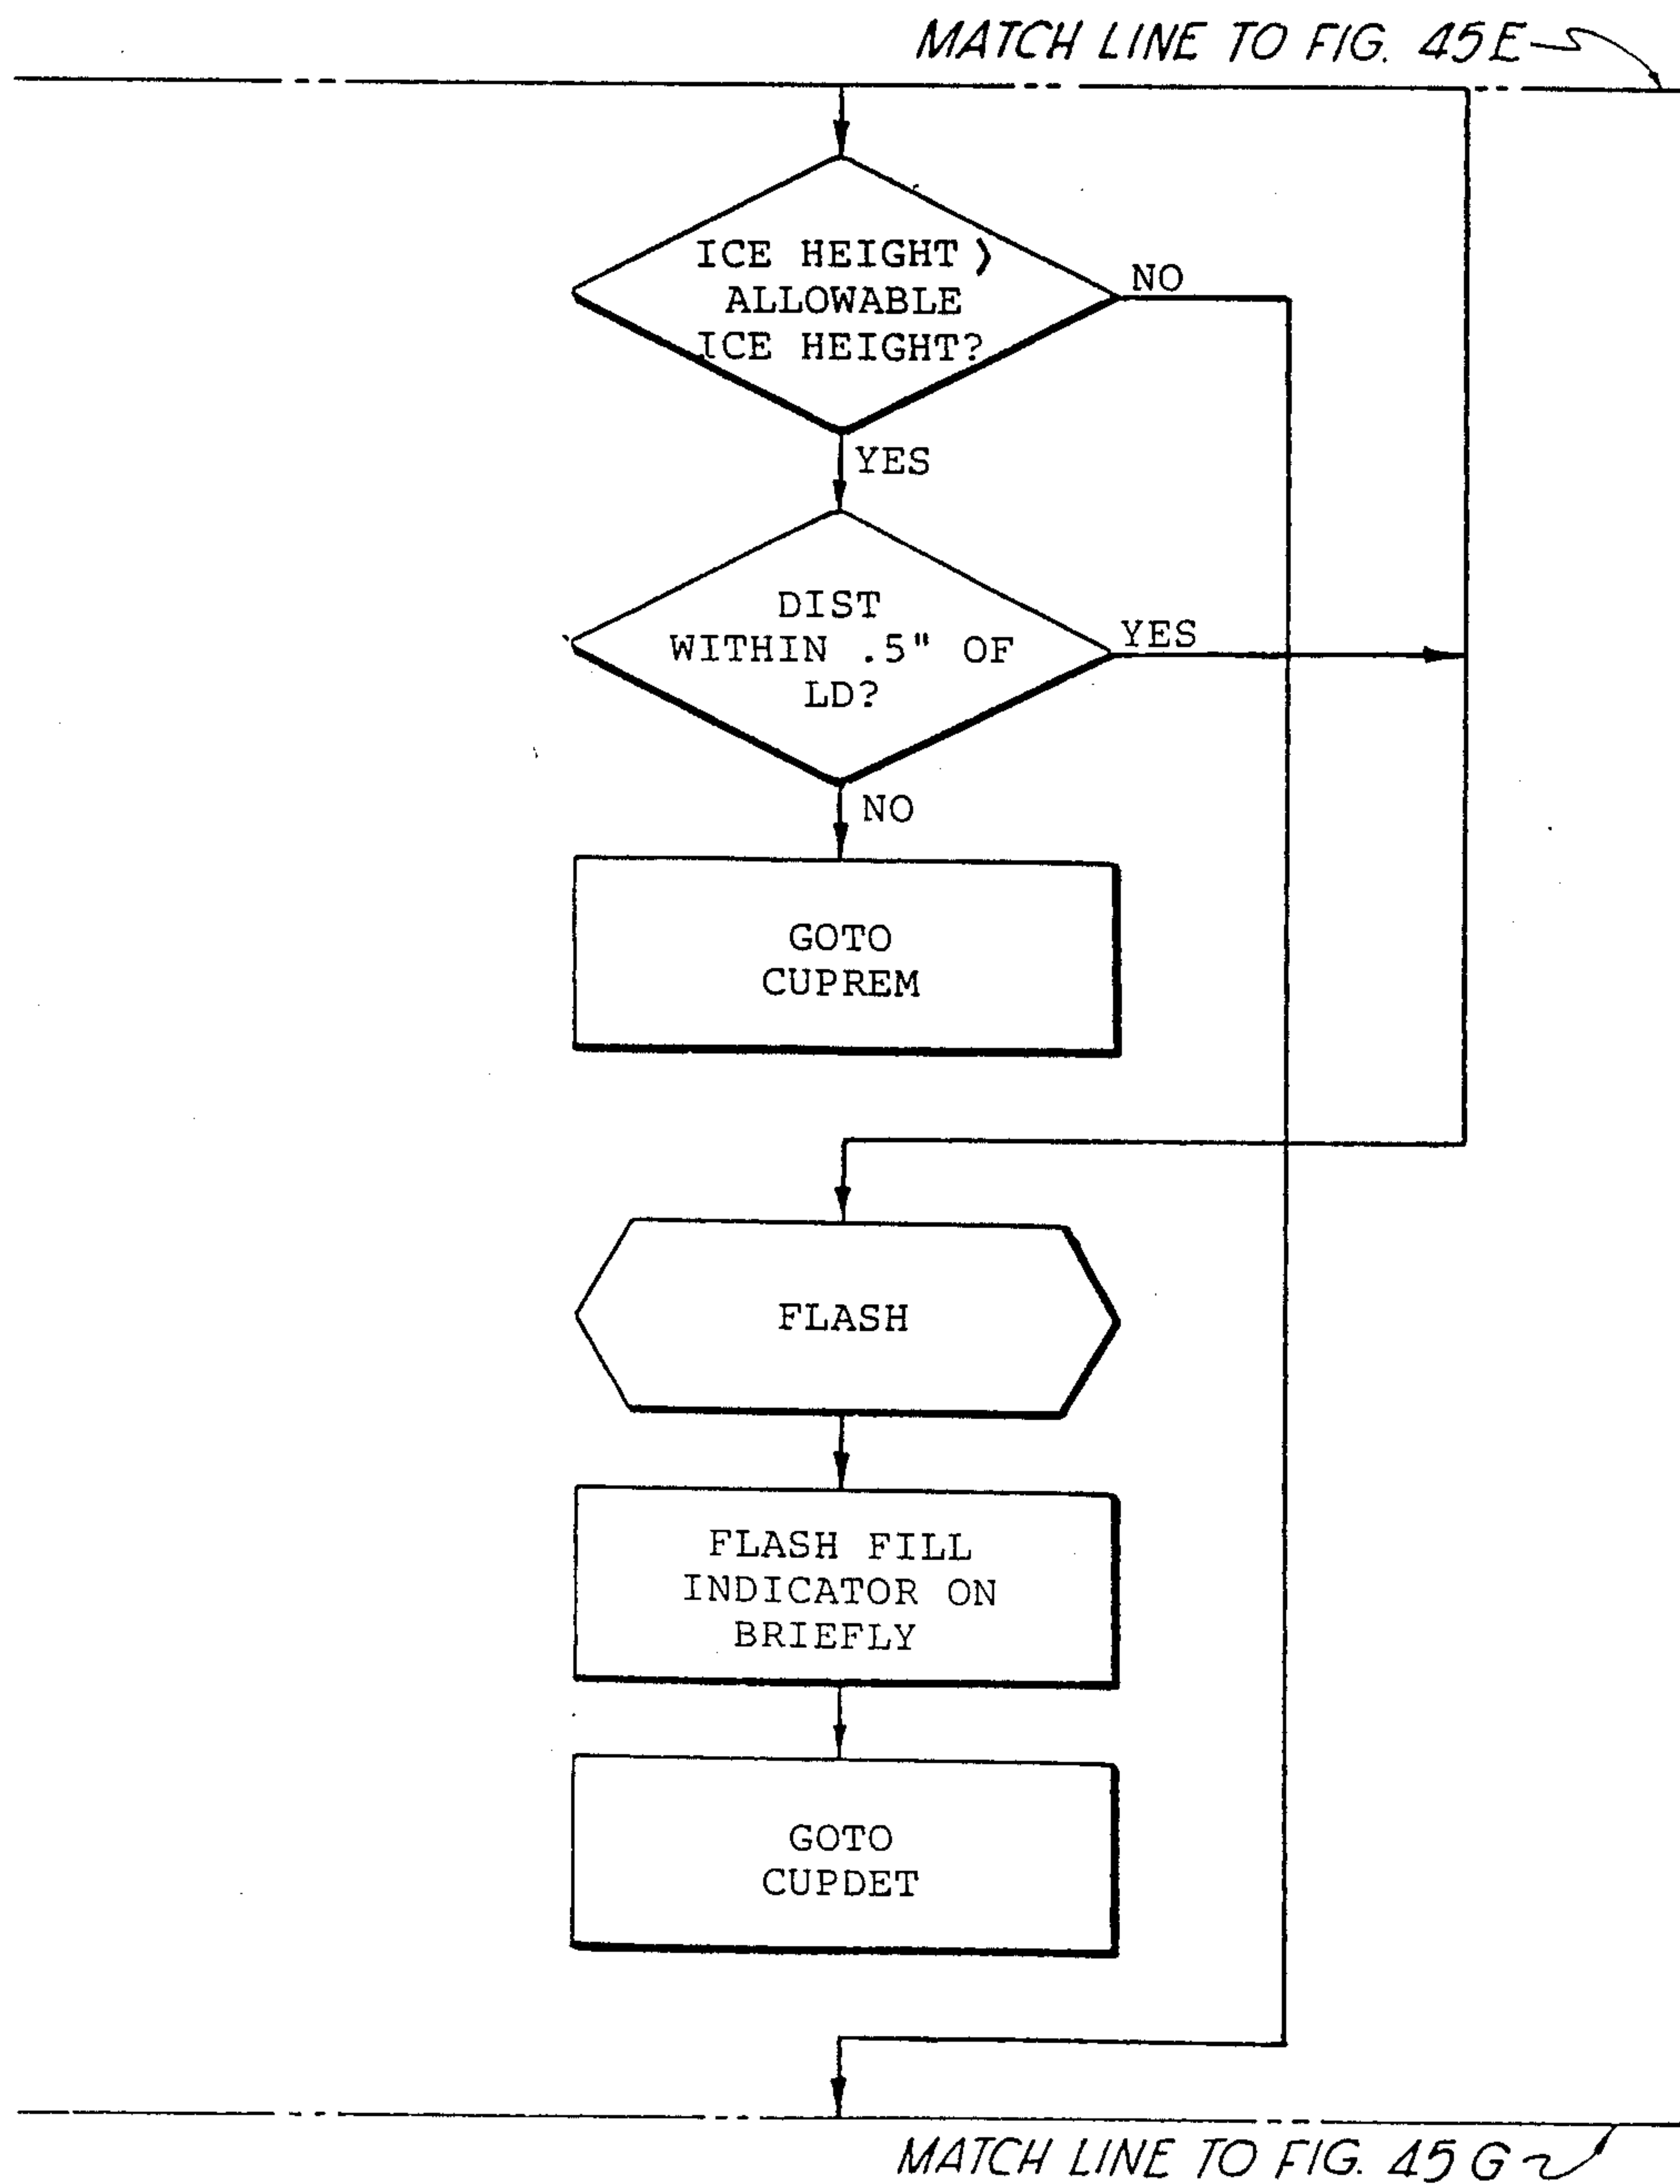 MATCH LINE TO FIG. 45E
ICE HEIGHT >
ALLOWABLE
ICE HEIGHT?
NO
YES
DIST
WITHIN .5" OF
LD?
YES
NO
GOTO
CUPREM
FLASH
FLASH FILL
INDICATOR ON
BRIEFLY
GOTO
CUPDET
MATCH LINE TO FIG. 45G